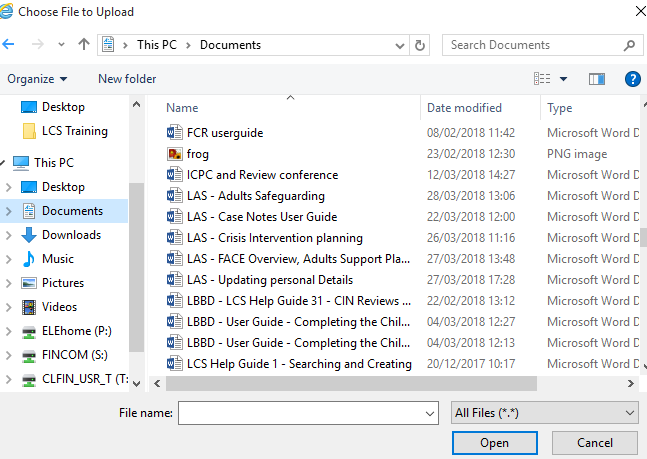 Choose File to Upload
This PC > Documents
Search Documents
Organize
New folder
Name Date modified Type
Desktop
LCS Training
This PC
Desktop
Documents
Downloads
Music
Pictures
Videos
ELEhome (P:)
FINCOM (S:)
CLFIN_USR_T (T:
FCR userguide 08/02/2018 11:42 Microsoft Word D
frog 23/02/2018 12:30 PNG image
ICPC and Review conference 12/03/2018 14:27 Microsoft Word D
LAS - Adults Safeguarding 28/03/2018 13:06 Microsoft Word D
LAS - Case Notes User Guide 22/03/2018 12:00 Microsoft Word D
LAS - Crisis Intervention planning 26/03/2018 11:16 Microsoft Word D
LAS - FACE Overview, Adults Support Pla... 27/03/2018 13:48 Microsoft Word D
LAS - Updating personal Details 27/03/2018 17:28 Microsoft Word D
LBBD - LCS Help Guide 31 - CIN Reviews ... 22/02/2018 13:12 Microsoft Word D
LBBD - User Guide - Completing the Chil... 04/03/2018 12:27 Microsoft Word D
LBBD - User Guide - Completing the Chil... 04/03/2018 12:13 Microsoft Word D
LCS Help Guide 1 - Searching and Creating 20/12/2017 10:17 Microsoft Word D
File name:
All Files (*.*)
Open
Cancel